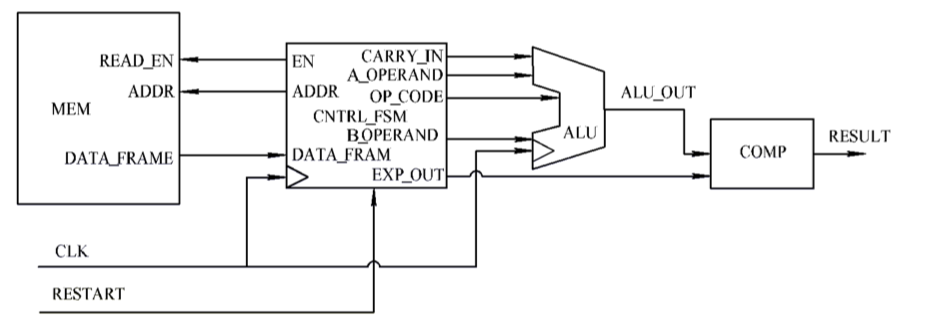 READ_EN
ADDR
MEM
DATA_FRAME
EN
ADDR
CNTRL_FSM
DATA_FRAM
CARRY_IN
A_OPERAND
OP_CODE
B_OPERAND
EXP_OUT
ALU
ALU_OUT
COMP
RESULT
CLK
RESTART